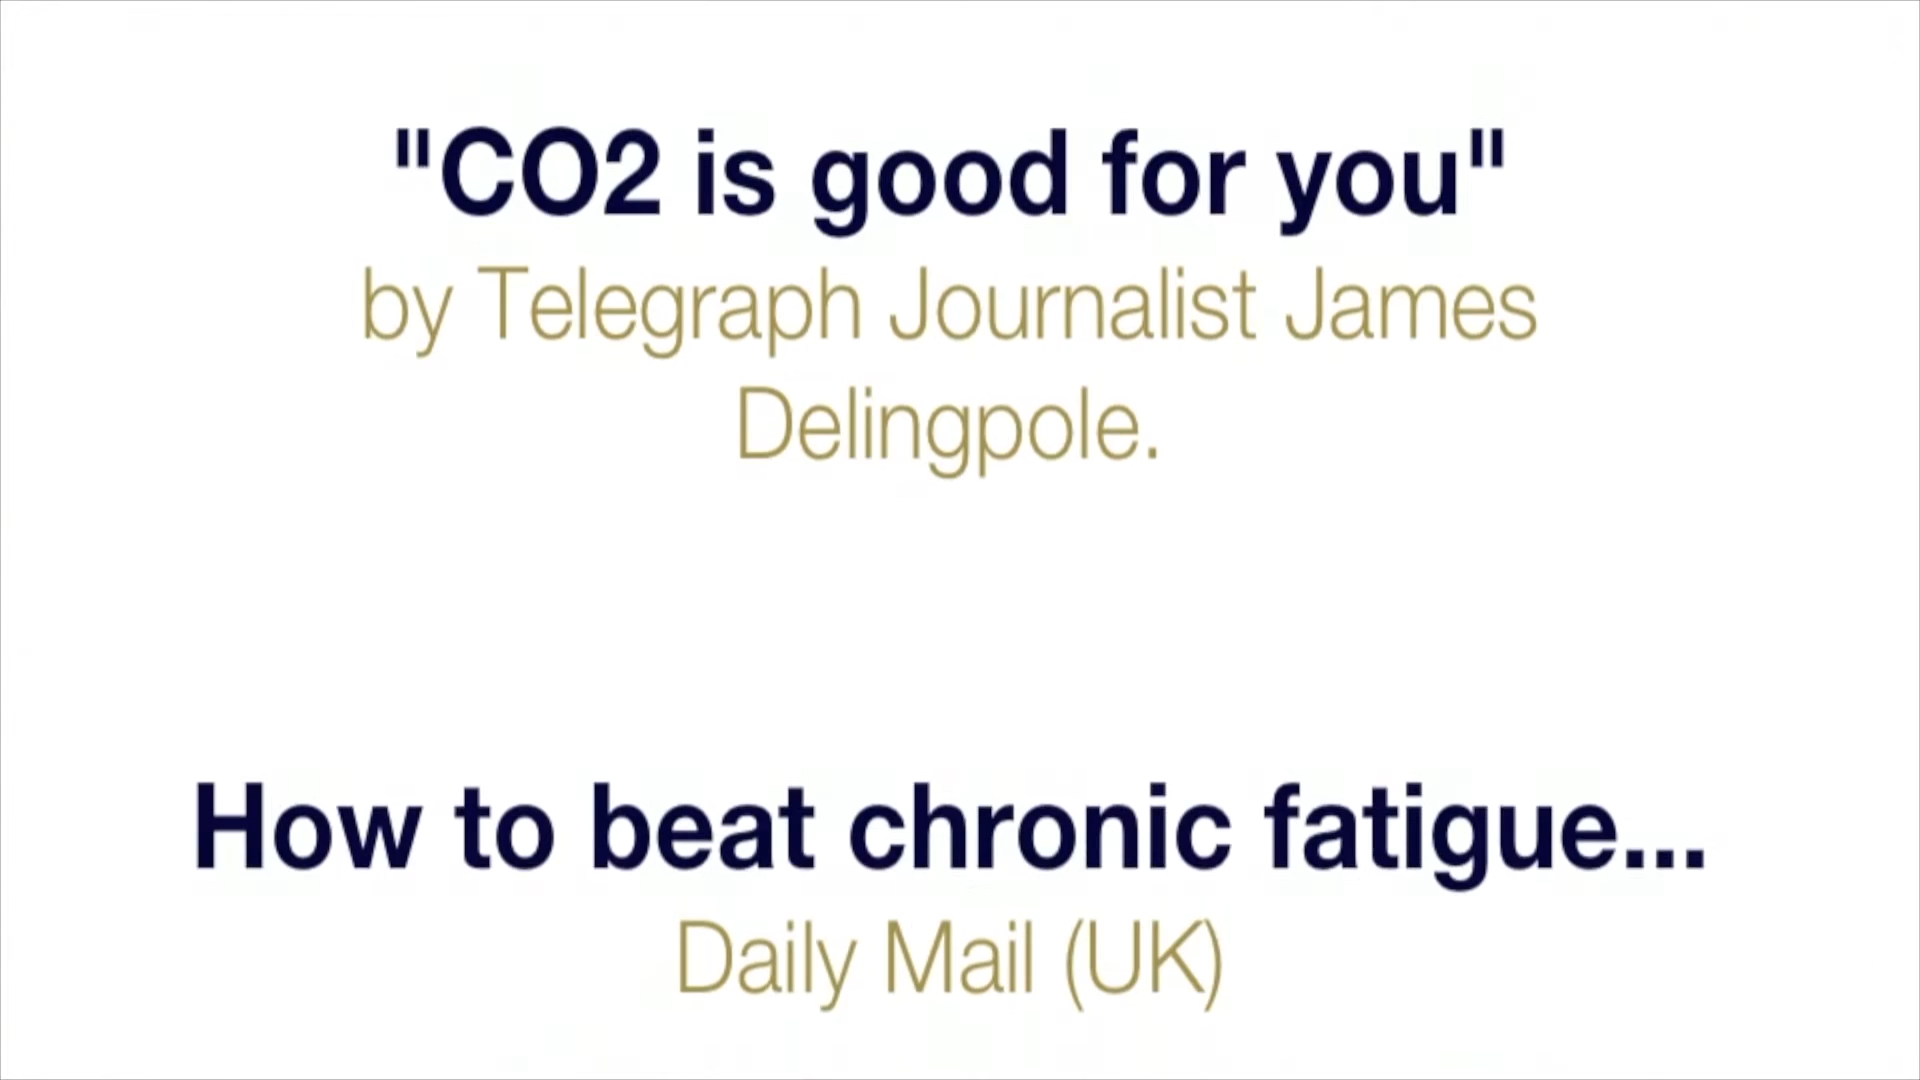 "CO2 is good for you"
by Telegraph Journalist James
Delingpole.
How to beat chronic fatigue...
Daily Mail (UK)